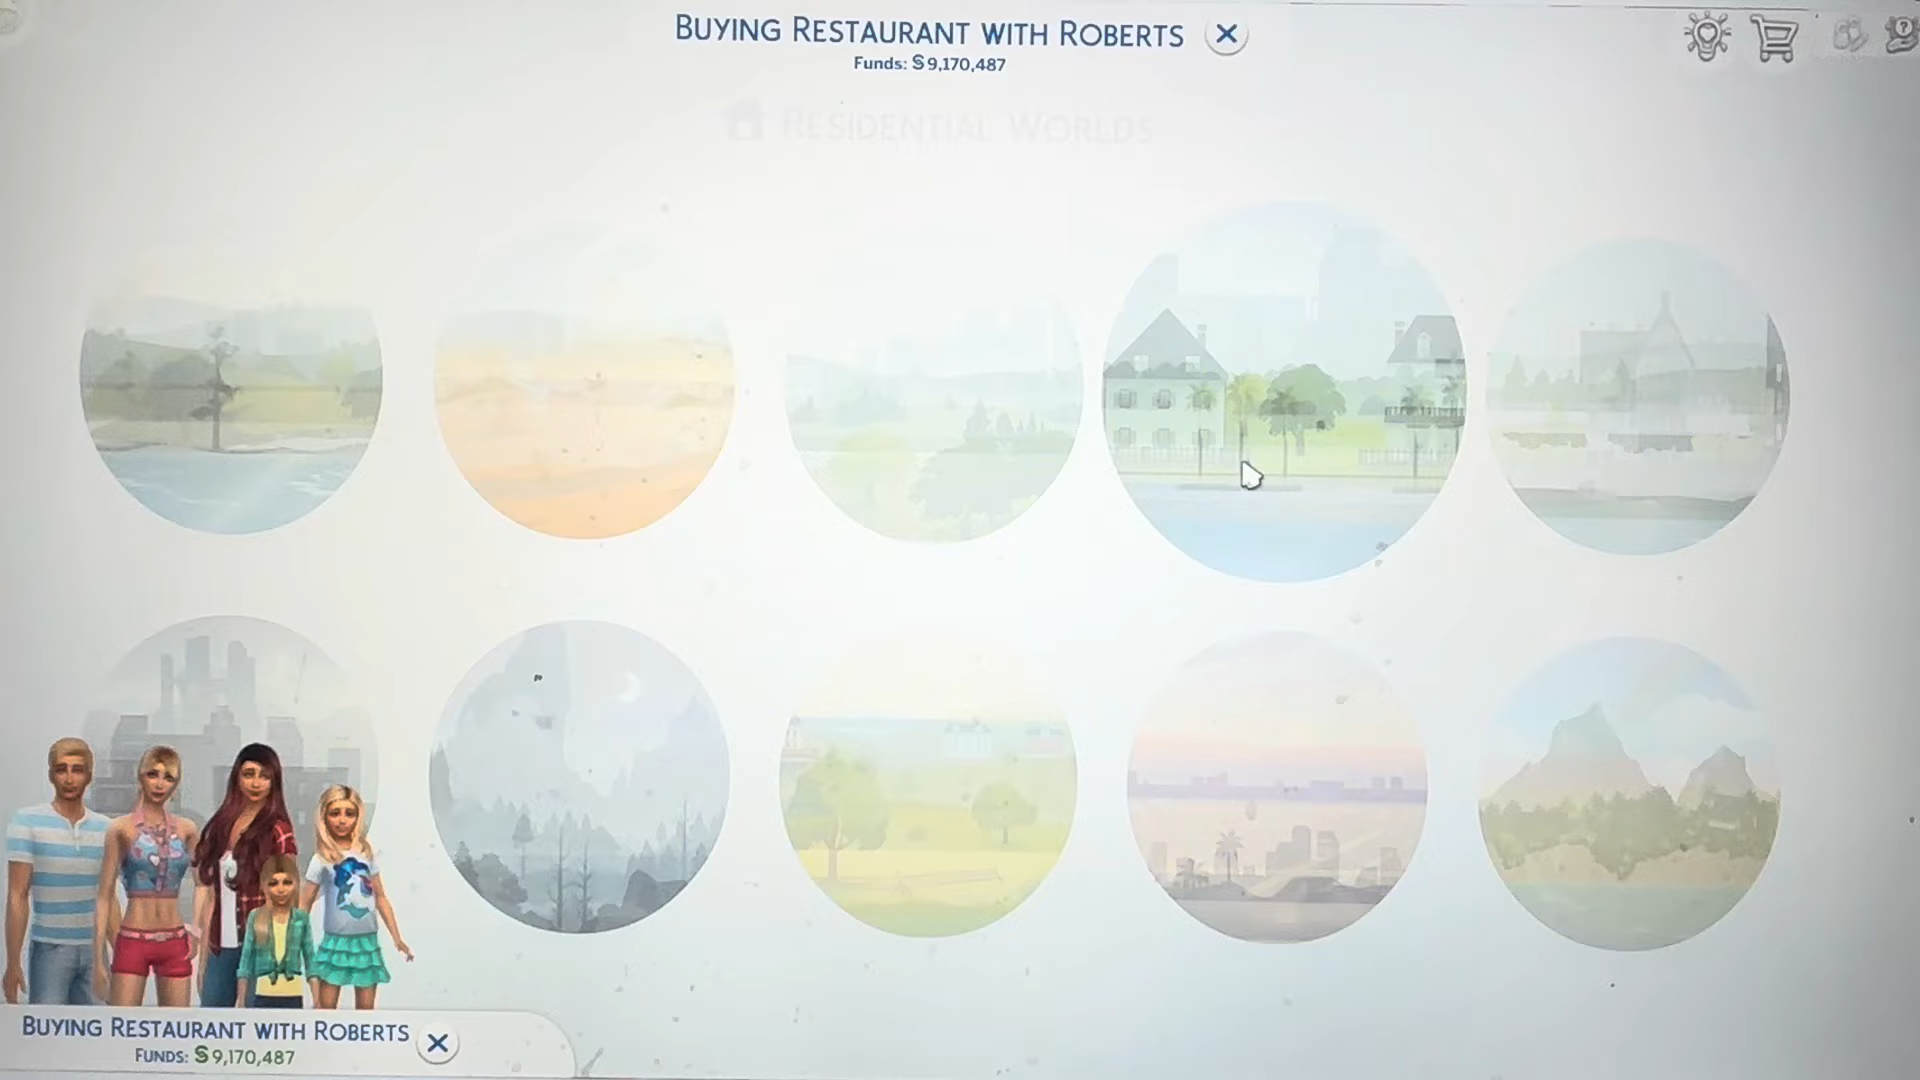 BUYING RESTAURANT WITH ROBERTS
Funds: §9,170,487
RESIDENTIAL WORLDS
BUYING RESTAURANT WITH ROBERTS
FUNDS: §9,170,487